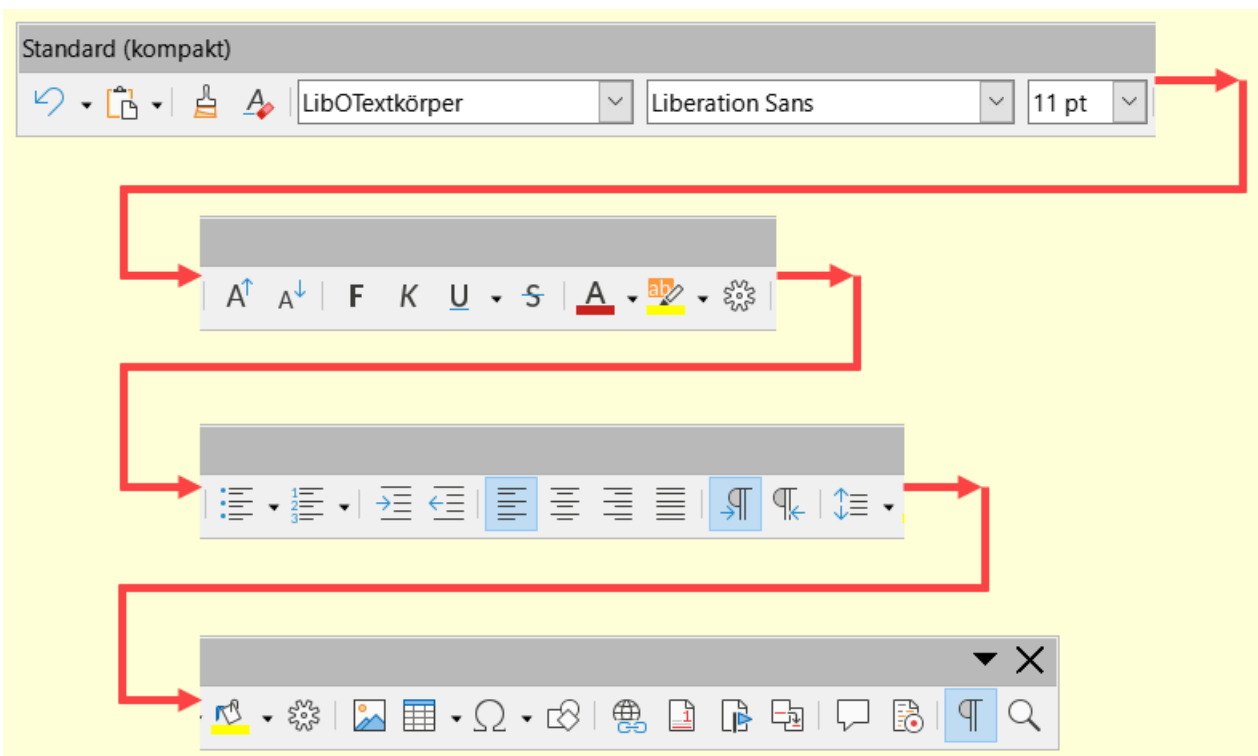 Standard (kompakt)
LibOTextkörper Liberation Sans 11 pt
F K U S A ab